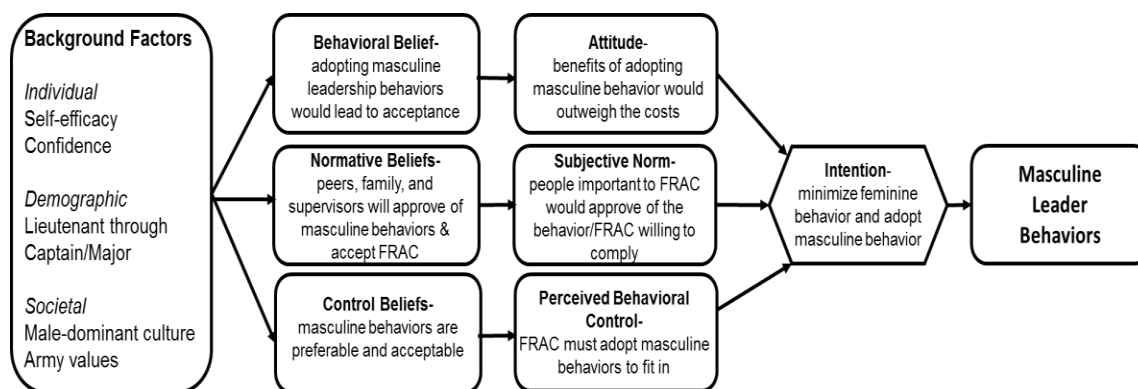 Background Factors
Individual
Self-efficacy
Confidence
Demographic
Lieutenant through
Captain/Major
Societal
Male-dominant culture
Army values
Behavioral Belief-
adopting masculine
leadership behaviors
would lead to acceptance
Attitude-
benefits of adopting
masculine behavior would
outweigh the costs
Normative Beliefs-
peers, family, and
supervisors will approve of
masculine behaviors &
accept FRAC
Subjective Norm-
people important to FRAC
would approve of the
behavior/FRAC willing to
comply
Control Beliefs-
masculine behaviors are
preferable and acceptable
Perceived Behavioral
Control-
FRAC must adopt masculine
behaviors to fit in
Intention-
minimize feminine
behavior and adopt
masculine behavior
Masculine
Leader
Behaviors